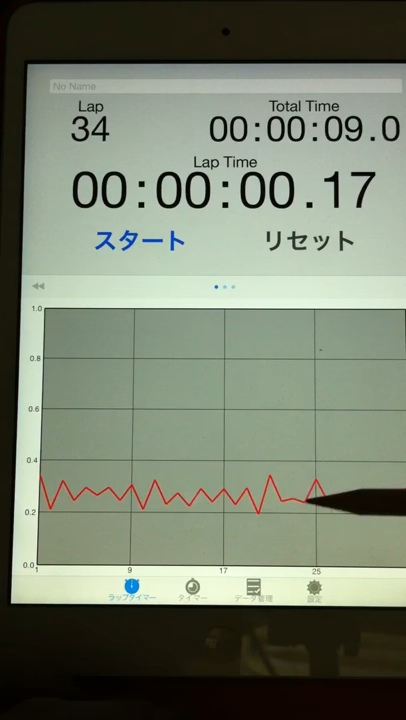 No Name
Lap
Total Time
34
00:00:09.0
Lap Time
00:00:00.17
スタート
リセット
1.0
0.8
0.6
0.4
0.2
0.0
1
9
17
25
ラップタイマー
タイマー
データ管理
設定